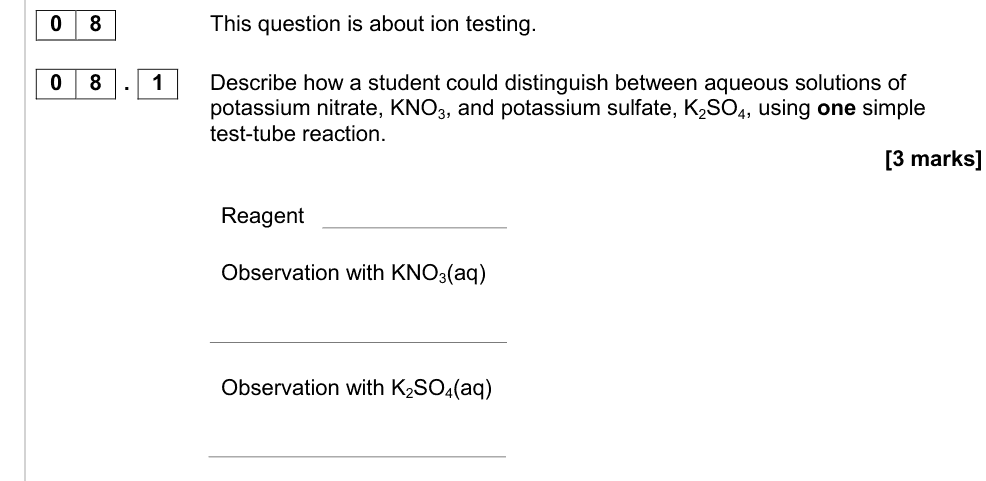 0 8 This question is about ion testing.
0 8 . 1 Describe how a student could distinguish between aqueous solutions of
potassium nitrate, KNO₃, and potassium sulfate, K₂SO₄, using one simple
test-tube reaction.
[3 marks]
Reagent
Observation with KNO₃(aq)
Observation with K₂SO₄(aq)